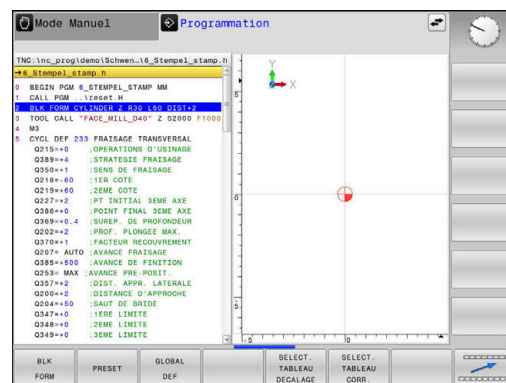 Mode Manuel
Programmation
TNC:\nc_prog\demo\Schwen…\6_Stempel_stamp.h
→6_Stempel_stamp.h
0 BEGIN PGM 6_STEMPEL_STAMP MM
1 CALL PGM ..\reset.H
2 BLK FORM CYLINDER Z R30 L60 DIST+2
3 TOOL CALL "FACE_MILL_D40" Z S2000 F1000
4 M3
5 CYCL DEF 233 FRAISAGE TRANSVERSAL
Q215=+0 ;OPERATIONS D'USINAGE
Q389=+4 ;STRATEGIE FRAISAGE
Q350=+1 ;SENS DE FRAISAGE
Q218=-60 ;1ER COTE
Q219=+60 ;2EME COTE
Q227=+2 ;PT INITIAL 3EME AXE
Q386=+0 ;POINT FINAL 3EME AXE
Q369=+0.4 ;SUREP. DE PROFONDEUR
Q202=+2 ;PROF. PLONGEE MAX.
Q370=+1 ;FACTEUR RECOUVREMENT
Q207= AUTO ;AVANCE FRAISAGE
Q385=+500 ;AVANCE DE FINITION
Q253= MAX ;AVANCE PRE-POSIT.
Q357=+2 ;DIST. APPR. LATERALE
Q200=+2 ;DISTANCE D'APPROCHE
Q204=+50 ;SAUT DE BRIDE
Q347=+0 ;1ERE LIMITE
Q348=+0 ;2EME LIMITE
Q349=+0 ;3EME LIMITE
Y
X
5
0
-5
-5
0
BLK FORM
PRESET
GLOBAL DEF
SELECT. TABLEAU DECALAGE
SELECT. TABLEAU CORR.